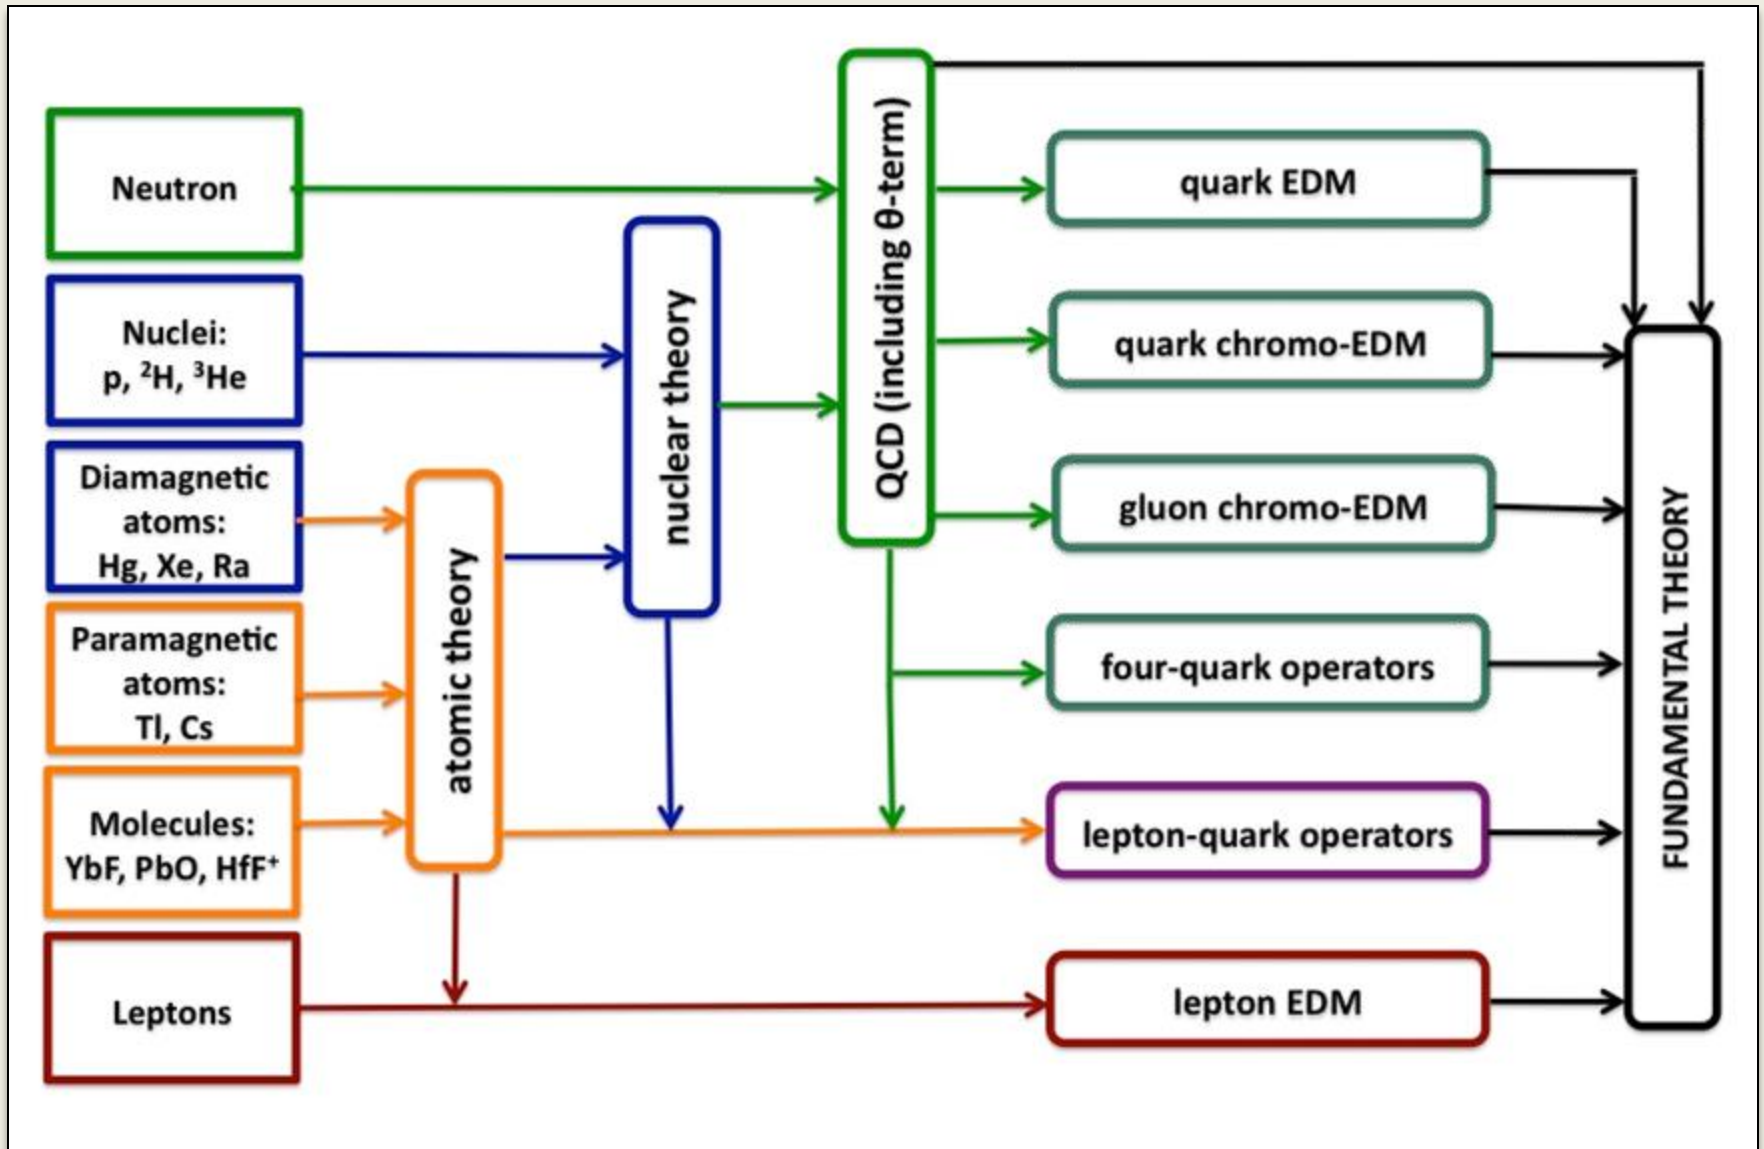 Neutron
Nuclei:
p, ²H, ³He
Diamagnetic
atoms:
Hg, Xe, Ra
Paramagnetic
atoms:
Tl, Cs
Molecules:
YbF, PbO, HfF⁺
Leptons
atomic theory
nuclear theory
QCD (including θ-term)
quark EDM
quark chromo-EDM
gluon chromo-EDM
four-quark operators
lepton-quark operators
lepton EDM
FUNDAMENTAL THEORY